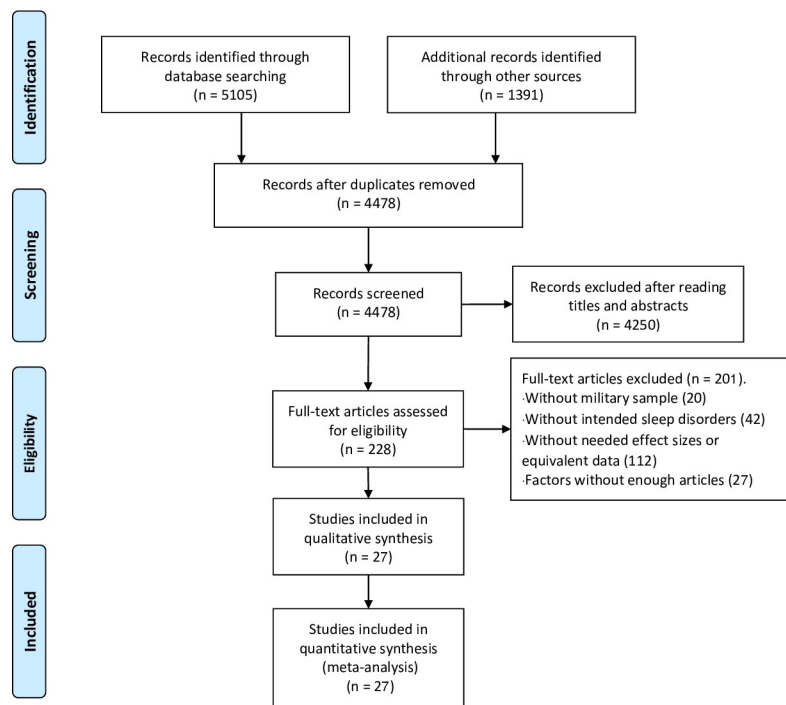 Identification
Records identified through
database searching
(n = 5105)
Additional records identified
through other sources
(n = 1391)
Records after duplicates removed
(n = 4478)
Screening
Records screened
(n = 4478)
Records excluded after reading
titles and abstracts
(n = 4250)
Eligibility
Full-text articles assessed
for eligibility
(n = 228)
Full-text articles excluded (n = 201).
·Without military sample (20)
·Without intended sleep disorders (42)
·Without needed effect sizes or
equivalent data (112)
·Factors without enough articles (27)
Studies included in
qualitative synthesis
(n = 27)
Included
Studies included in
quantitative synthesis
(meta-analysis)
(n = 27)